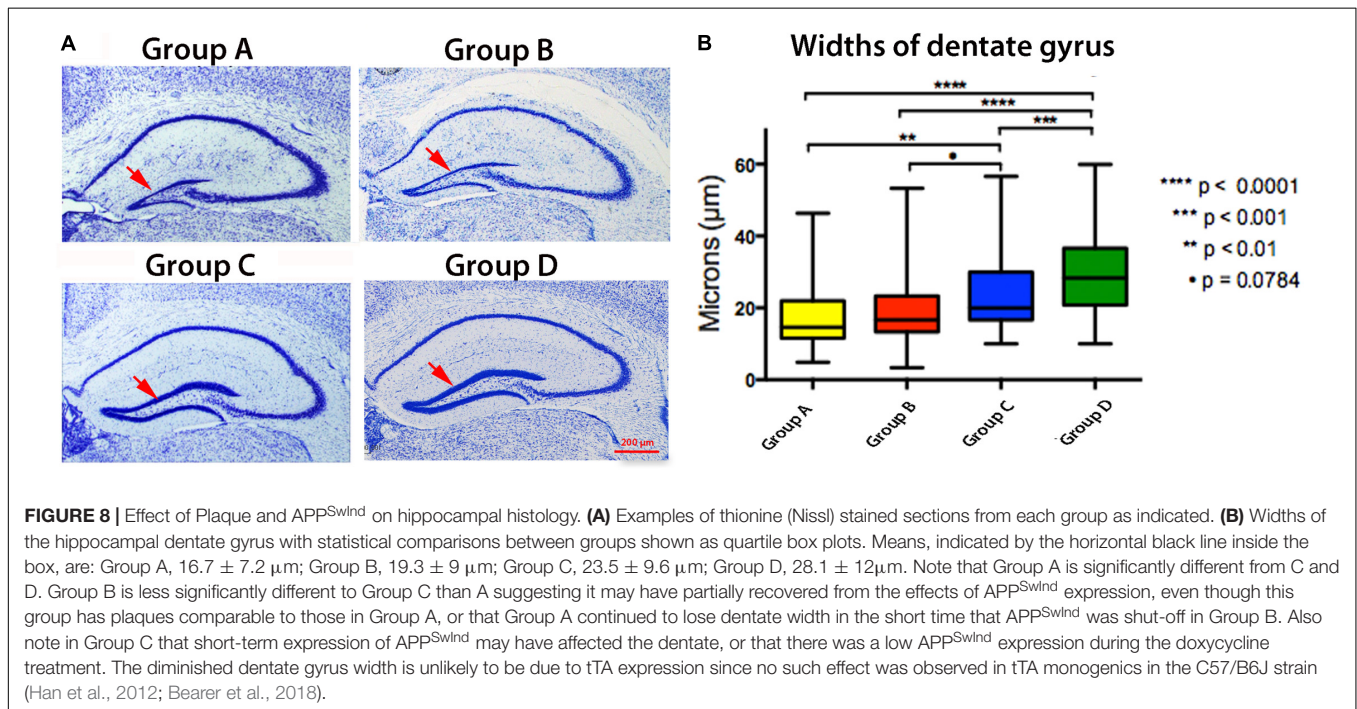 A
Group A
Group B
Group C
Group D
200 µm
B
Widths of dentate gyrus
****
****
***
**
•
Microns (µm)
60
40
20
0
Group A
Group B
Group C
Group D
**** p < 0.0001
*** p < 0.001
** p < 0.01
• p = 0.0784
FIGURE 8 | Effect of Plaque and APPSwInd on hippocampal histology. (A) Examples of thionine (Nissl) stained sections from each group as indicated. (B) Widths of
the hippocampal dentate gyrus with statistical comparisons between groups shown as quartile box plots. Means, indicated by the horizontal black line inside the
box, are: Group A, 16.7 ± 7.2 µm; Group B, 19.3 ± 9 µm; Group C, 23.5 ± 9.6 µm; Group D, 28.1 ± 12µm. Note that Group A is significantly different from C and
D. Group B is less significantly different to Group C than A suggesting it may have partially recovered from the effects of APPSwInd expression, even though this
group has plaques comparable to those in Group A, or that Group A continued to lose dentate width in the short time that APPSwInd was shut-off in Group B. Also
note in Group C that short-term expression of APPSwInd may have affected the dentate, or that there was a low APPSwInd expression during the doxycycline
treatment. The diminished dentate gyrus width is unlikely to be due to tTA expression since no such effect was observed in tTA monogenics in the C57/B6J strain
(Han et al., 2012; Bearer et al., 2018).